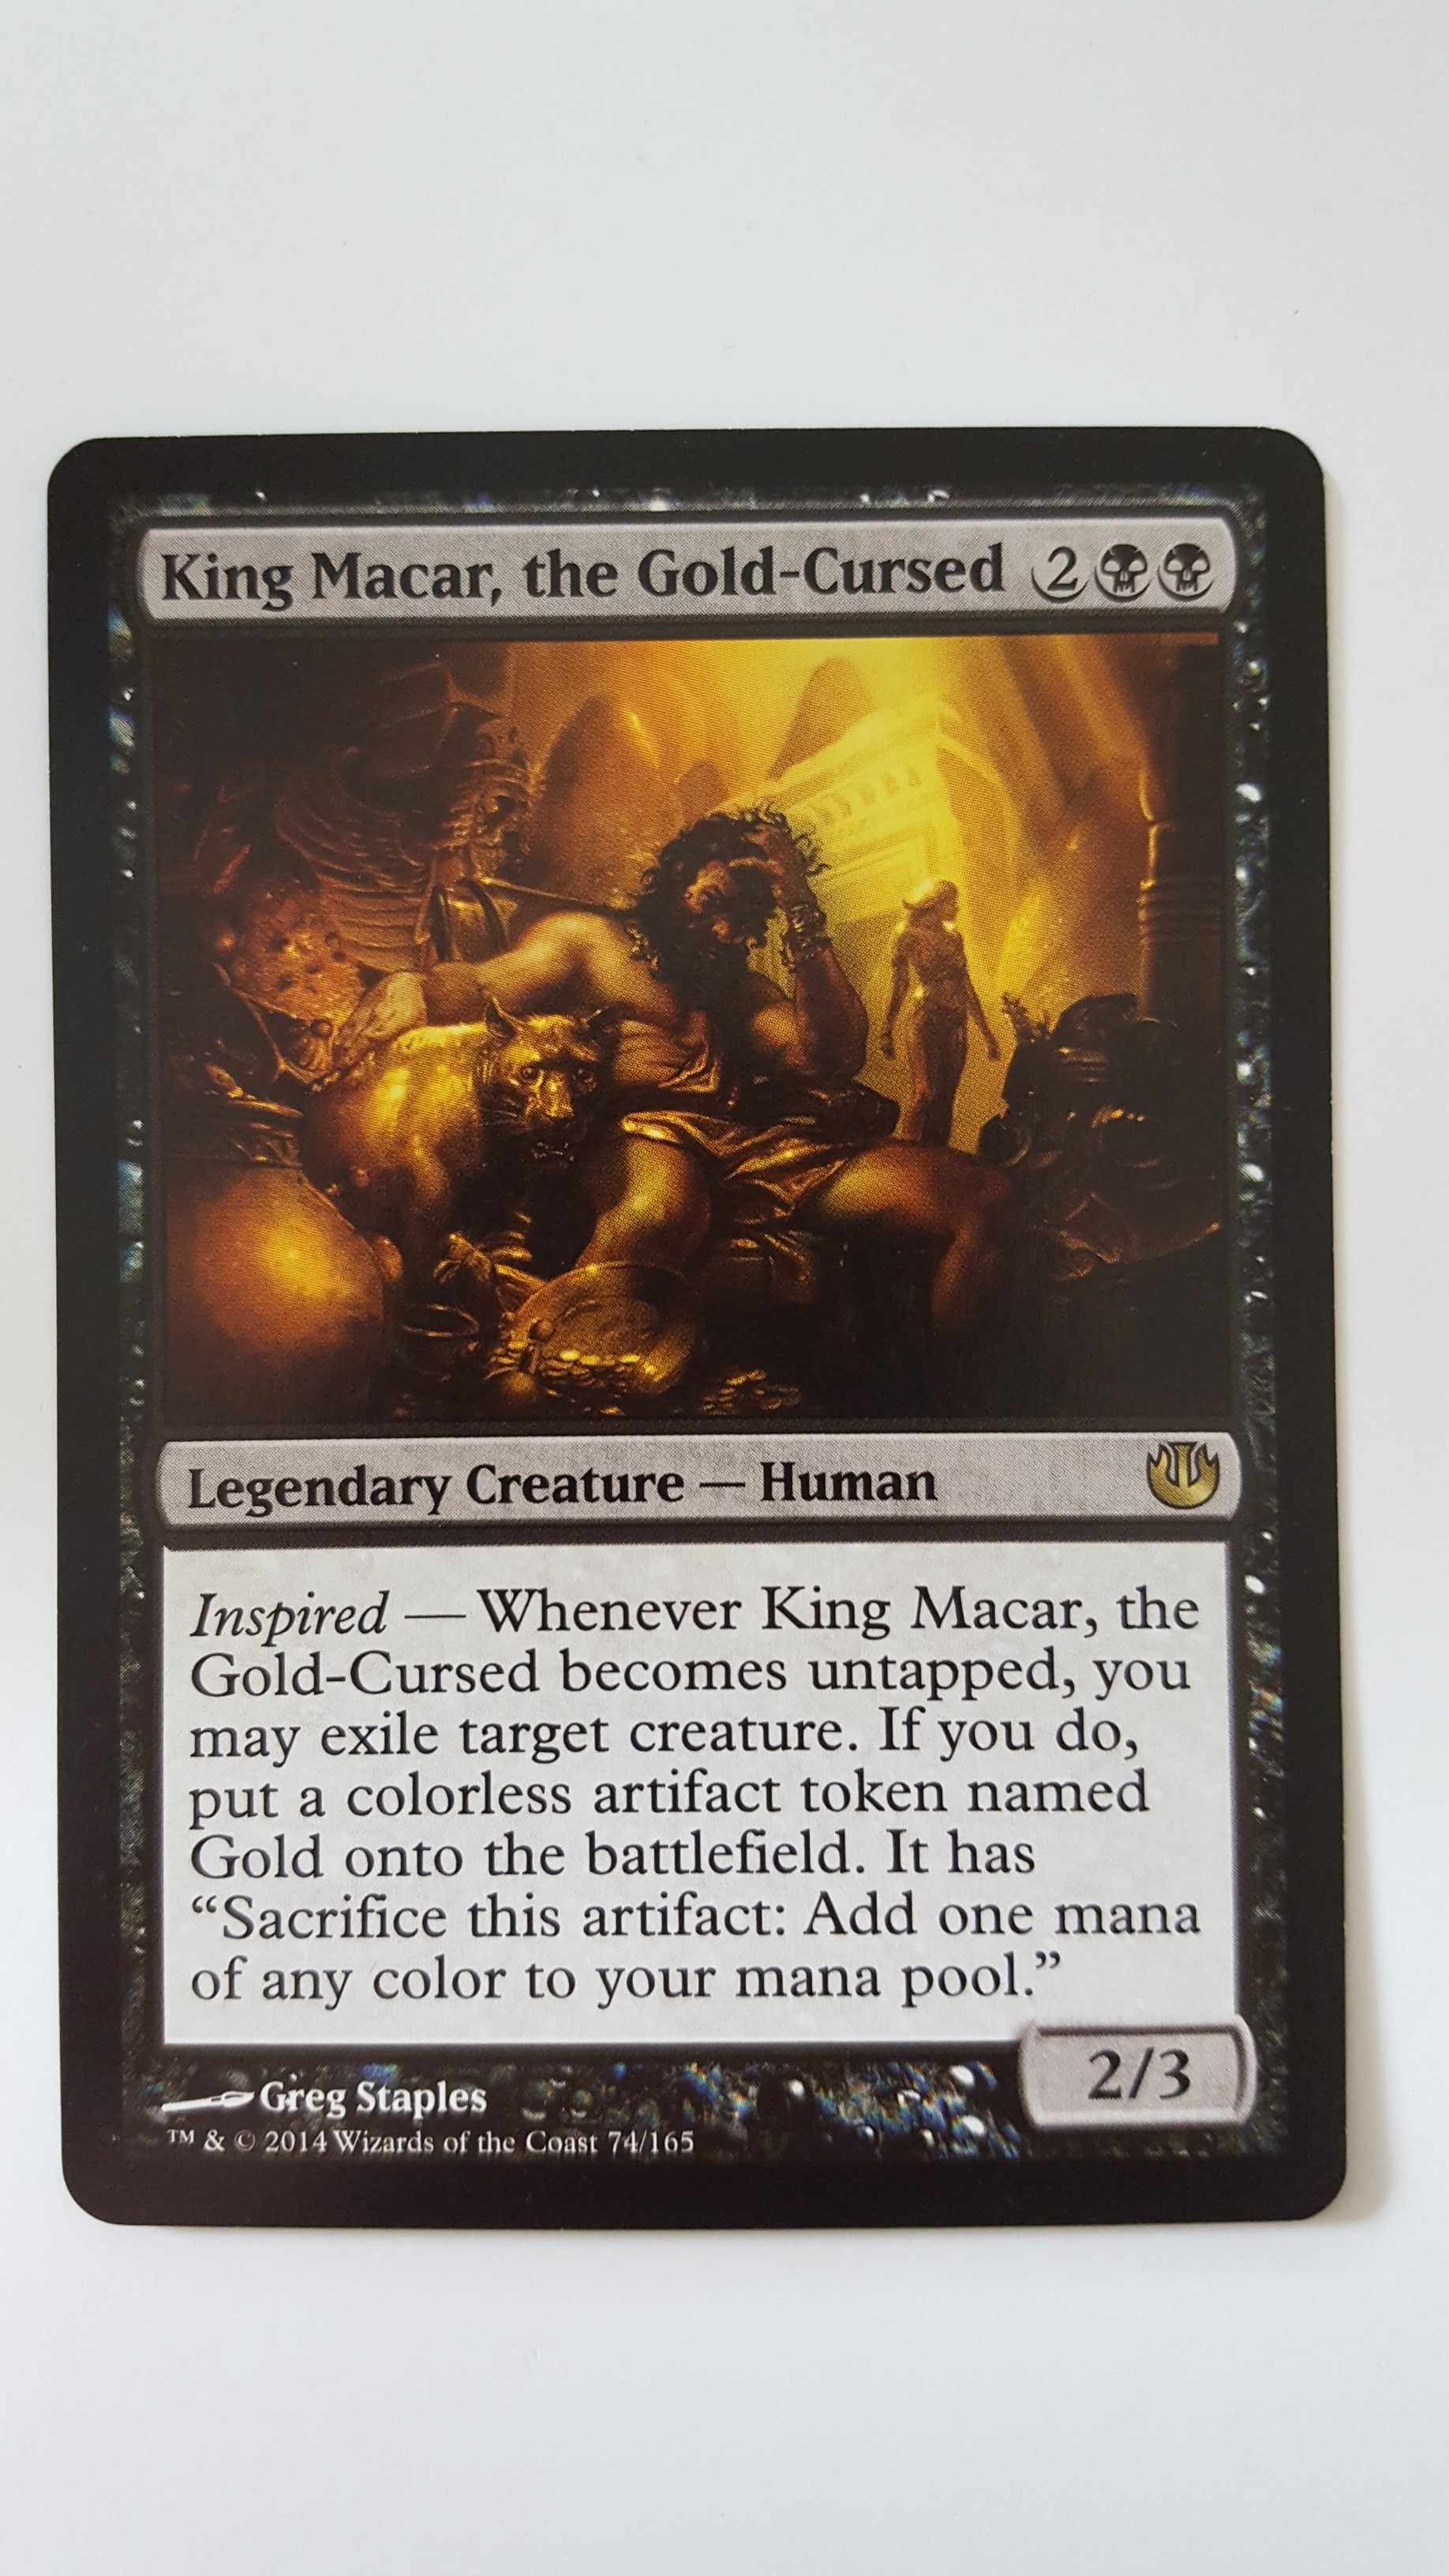 King Macar, the Gold-Cursed 2
Legendary Creature — Human
Inspired — Whenever King Macar, the
Gold-Cursed becomes untapped, you
may exile target creature. If you do,
put a colorless artifact token named
Gold onto the battlefield. It has
“Sacrifice this artifact: Add one mana
of any color to your mana pool.”
2/3
Greg Staples
™ & © 2014 Wizards of the Coast 74/165